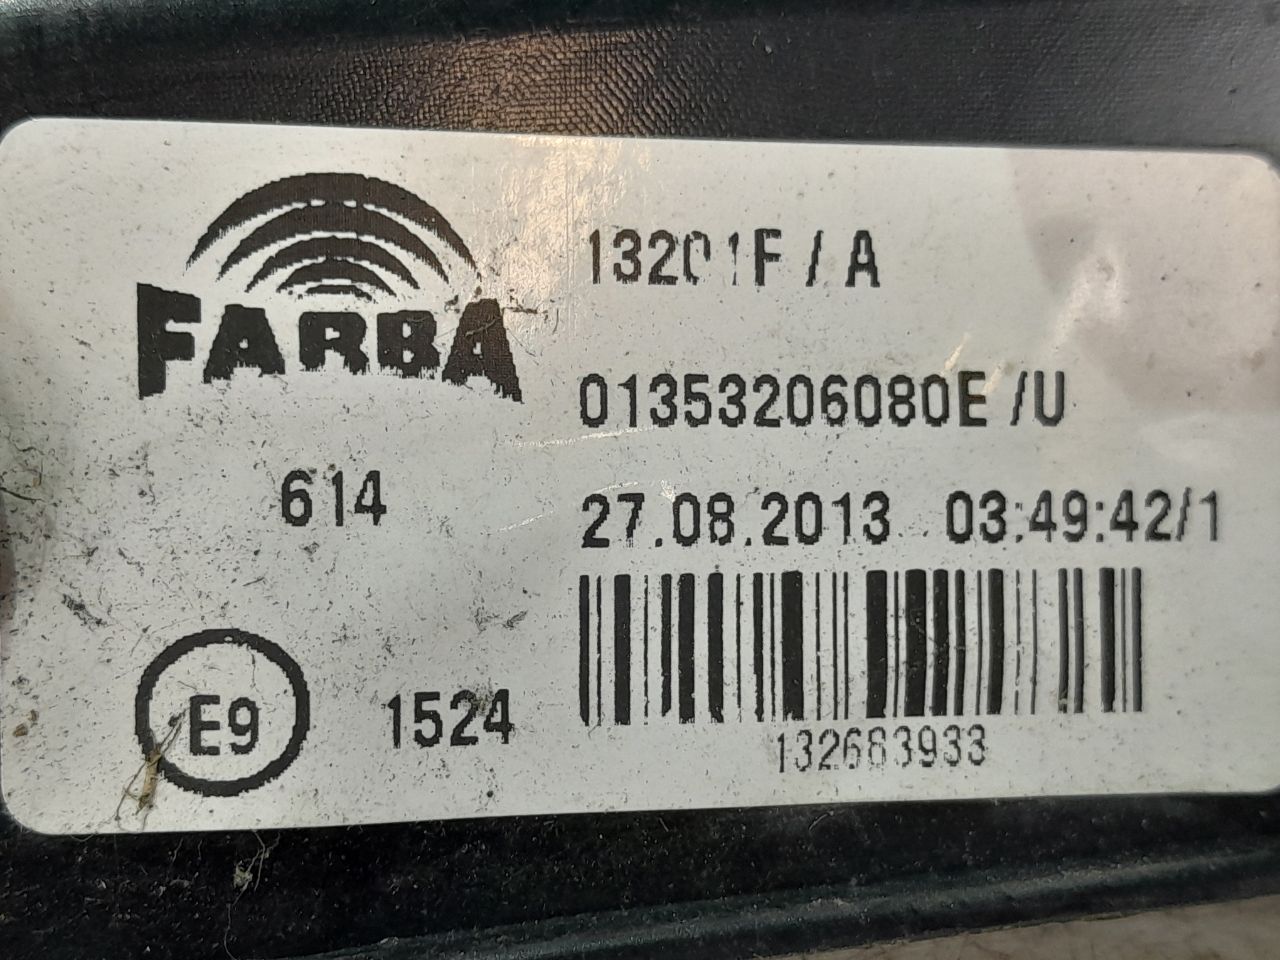 FARBA
13201F / A
01353206080E /U
614
27.08.2013 03:49:42/1
E9
1524
132683933